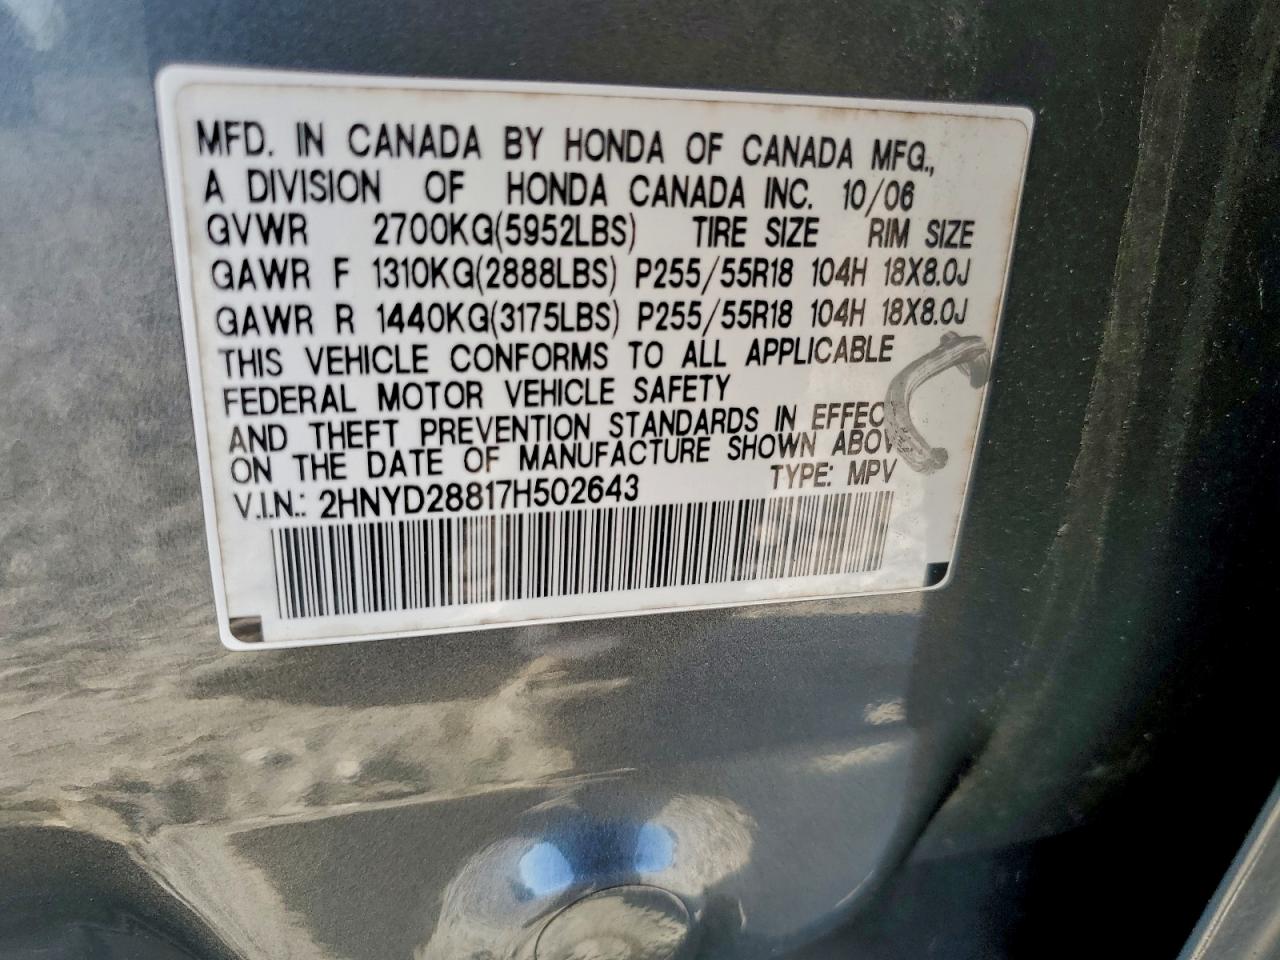 MFD. IN CANADA BY HONDA OF CANADA MFG.,
A DIVISION OF HONDA CANADA INC. 10/06
GVWR 2700KG(5952LBS) TIRE SIZE RIM SIZE
GAWR F 1310KG(2888LBS) P255/55R18 104H 18X8.0J
GAWR R 1440KG(3175LBS) P255/55R18 104H 18X8.0J
THIS VEHICLE CONFORMS TO ALL APPLICABLE
FEDERAL MOTOR VEHICLE SAFETY
AND THEFT PREVENTION STANDARDS IN EFFEC
ON THE DATE OF MANUFACTURE SHOWN ABOV
V.I.N.: 2HNYD28817H502643 TYPE: MPV